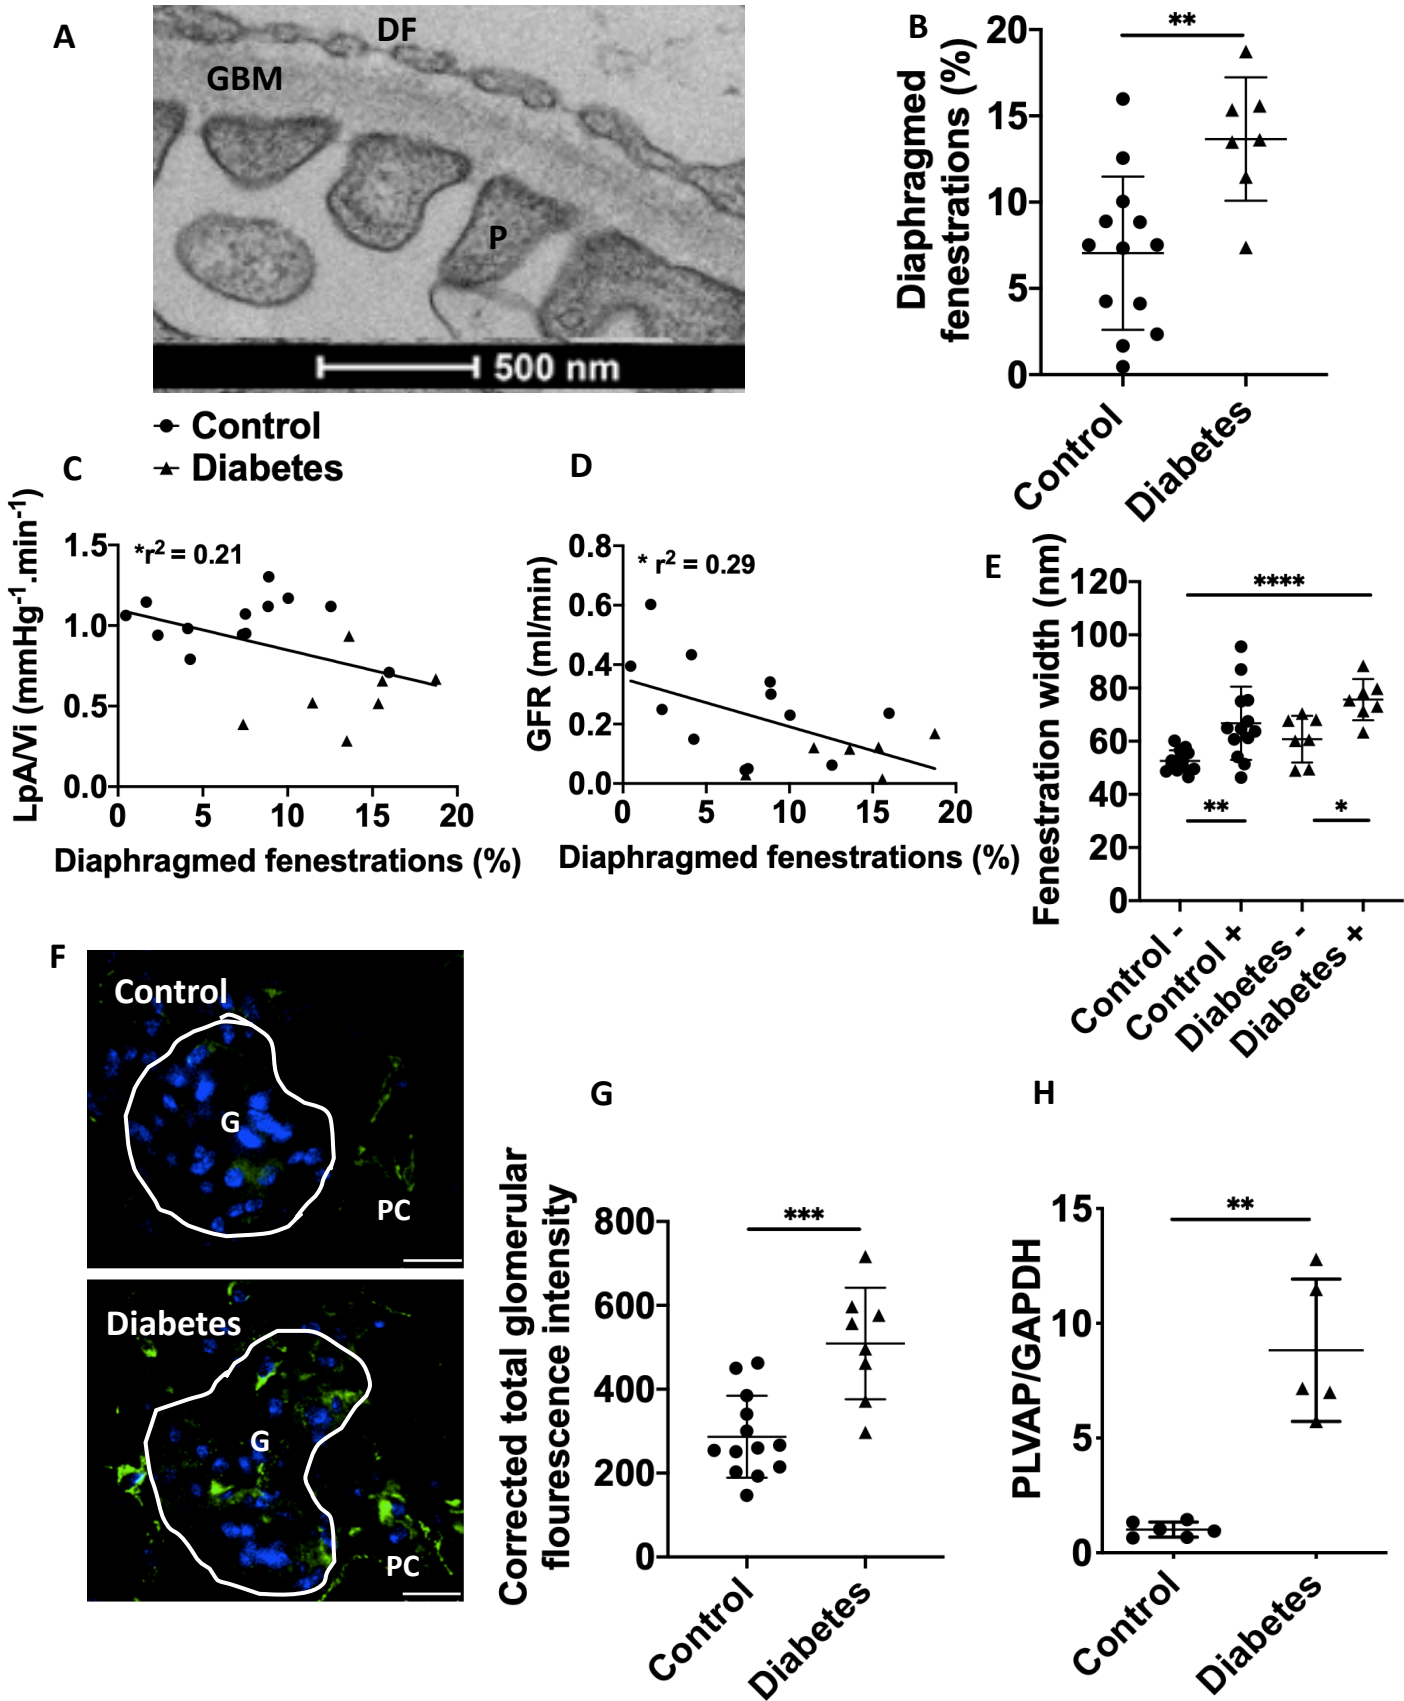 A
DF
GBM
P
500 nm
B
Diaphragmed
fenestrations (%)
20
15
10
5
0
**
Control
Diabetes
Control
Diabetes
C
LpA/Vi (mmHg-1.min-1)
1.5
1.0
0.5
0.0
*r2 = 0.21
0 5 10 15 20
Diaphragmed fenestrations (%)
D
GFR (ml/min)
0.8
0.6
0.4
0.2
0.0
* r2 = 0.29
0 5 10 15 20
Diaphragmed fenestrations (%)
E
Fenestration width (nm)
120
100
80
60
40
20
0
****
**
*
Control -
Control +
Diabetes -
Diabetes +
F
Control
G
PC
Diabetes
G
PC
G
Corrected total glomerular
flourescence intensity
800
600
400
200
0
***
Control
Diabetes
H
PLVAP/GAPDH
15
10
5
0
**
Control
Diabetes